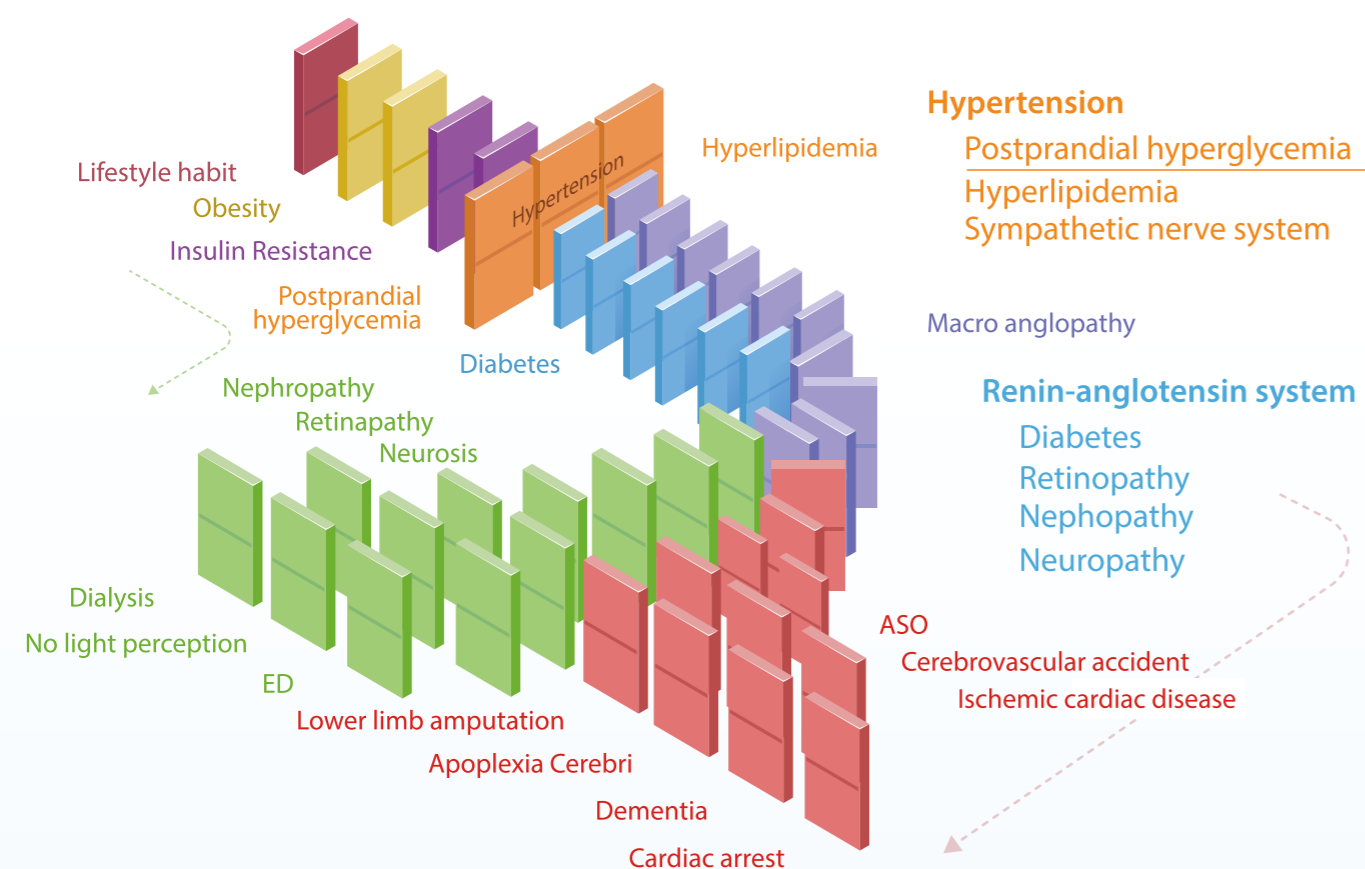 Lifestyle habit
Obesity
Insulin Resistance
Postprandial
hyperglycemia
Hypertension
Hyperlipidemia
Diabetes
Nephropathy
Retinapathy
Neurosis
Dialysis
No light perception
ED
Lower limb amputation
Apoplexia Cerebri
Dementia
Cardiac arrest
Hypertension
Postprandial hyperglycemia
Hyperlipidemia
Sympathetic nerve system
Macro anglopathy
Renin-anglotensin system
Diabetes
Retinopathy
Nephopathy
Neuropathy
ASO
Cerebrovascular accident
Ischemic cardiac disease